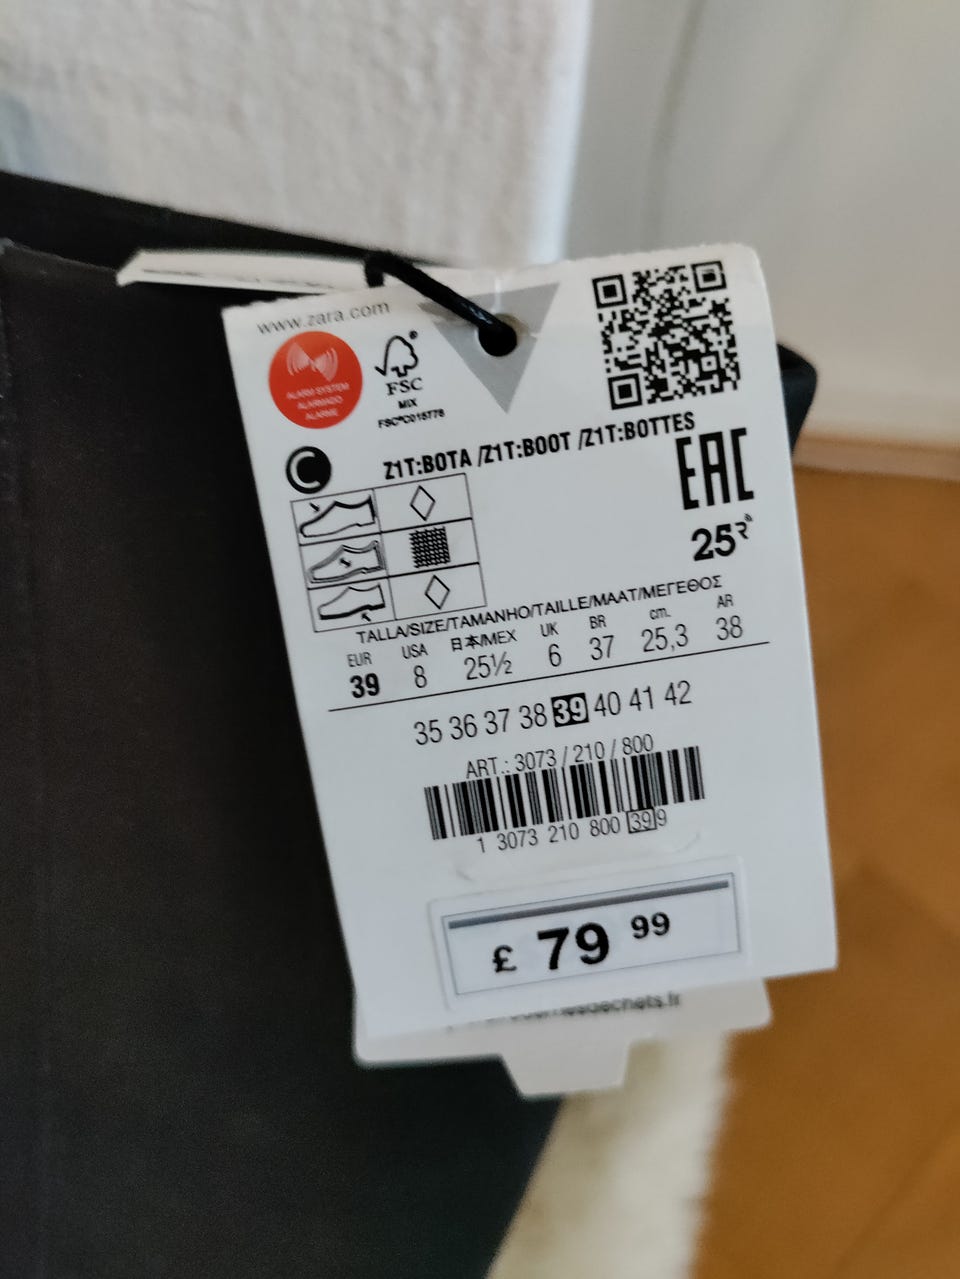 www.zara.com
ALARM SYSTEM
ALARMADO
ALARME
FSC
MIX
FSC®C015778
Z1T:BOTA /Z1T:BOOT /Z1T:BOTTES
EAC
25
TALLA/SIZE/TAMANHO/TAILLE/MAAT/ΜΕΓΕΘΟΣ
EUR USA 日本/MEX UK BR cm. AR
39 8 25½ 6 37 25,3 38
35 36 37 38 39 40 41 42
ART.: 3073 / 210 / 800
1 3073 210 800 39 9
£ 79 99